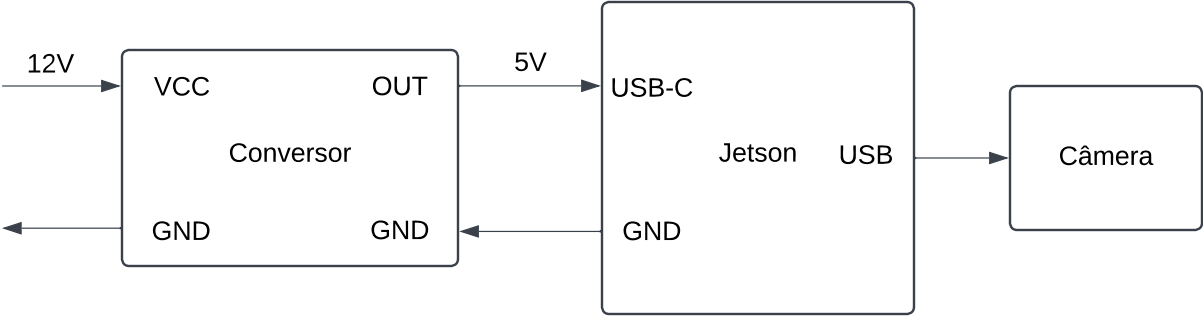 12V
VCC
OUT
Conversor
GND
GND
5V
USB-C
Jetson
USB
GND
Câmera